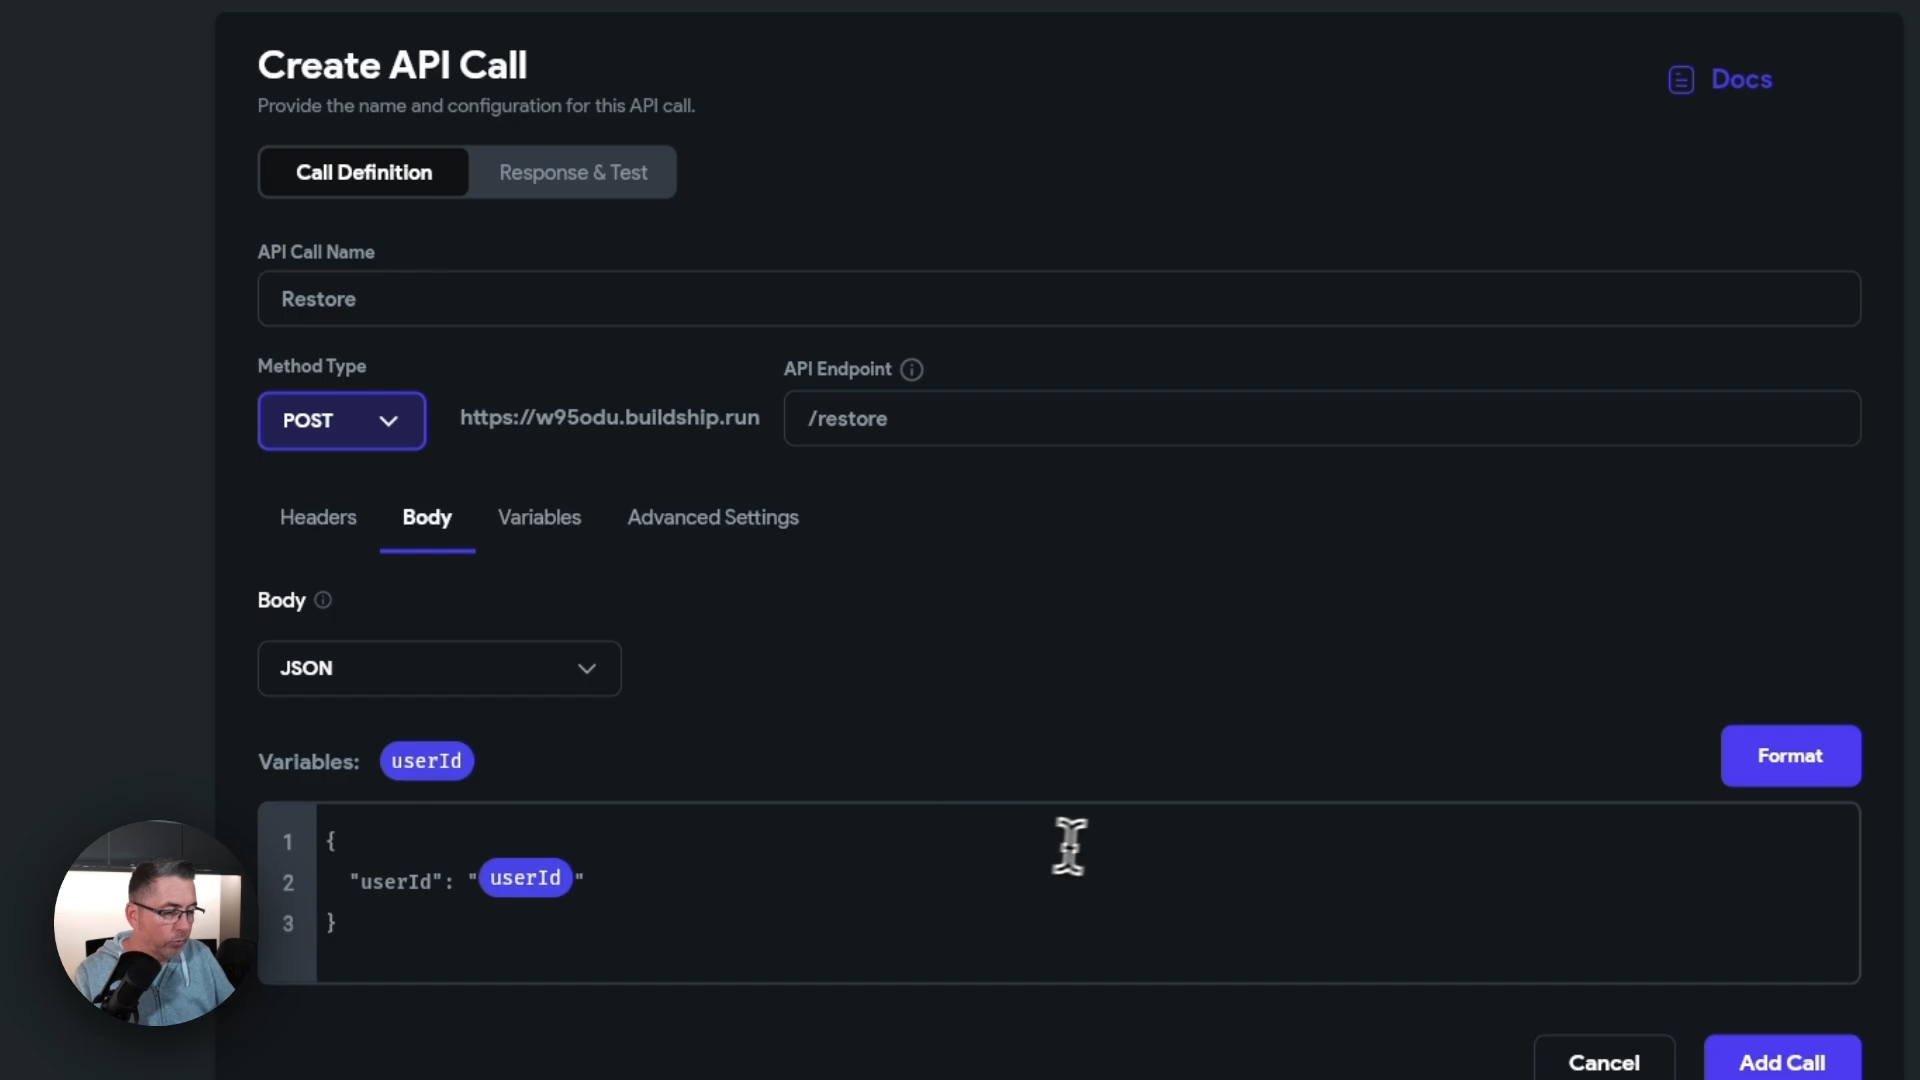 Create API Call
Provide the name and configuration for this API call.
Docs
Call Definition
Response & Test
API Call Name
Restore
Method Type
API Endpoint
POST
https://w95odu.buildship.run
/restore
Headers
Body
Variables
Advanced Settings
Body
JSON
Variables: userId
Format
1 {
2 "userId": "userId"
3 }
Cancel
Add Call